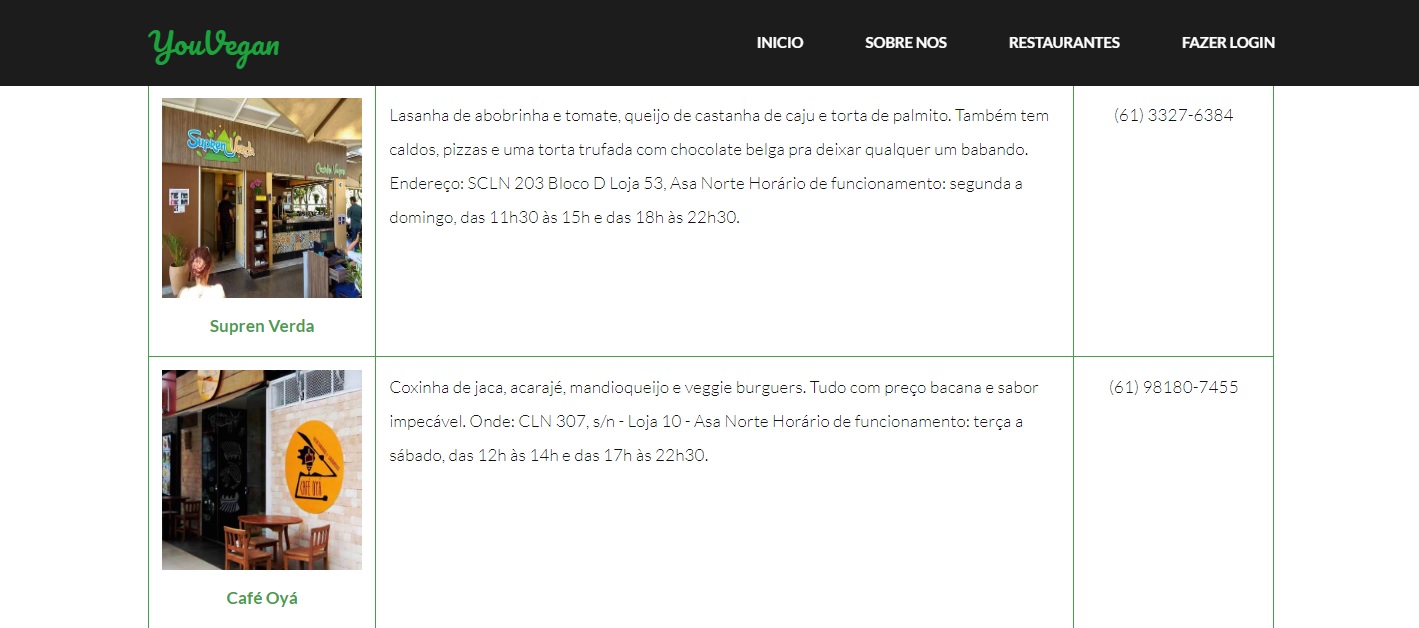 YouVegan
INICIO
SOBRE NOS
RESTAURANTES
FAZER LOGIN
Supren Verda
Supren Verda
Lasanha de abobrinha e tomate, queijo de castanha de caju e torta de palmito. Também tem
caldos, pizzas e uma torta trufada com chocolate belga pra deixar qualquer um babando.
Endereço: SCLN 203 Bloco D Loja 53, Asa Norte Horário de funcionamento: segunda a
domingo, das 11h30 às 15h e das 18h às 22h30.
(61) 3327-6384
CAFÉ OYÁ
Café Oyá
Coxinha de jaca, acarajé, mandioqueijo e veggie burguers. Tudo com preço bacana e sabor
impecável. Onde: CLN 307, s/n - Loja 10 - Asa Norte Horário de funcionamento: terça a
sábado, das 12h às 14h e das 17h às 22h30.
(61) 98180-7455